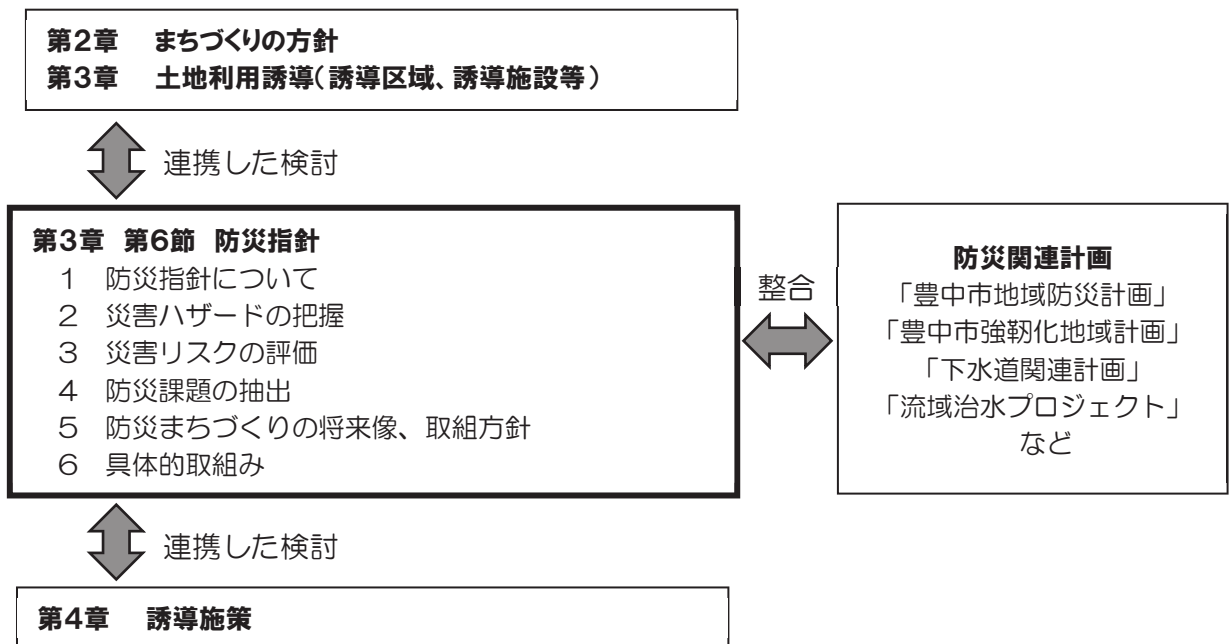 第2章 まちづくりの方針
第3章 土地利用誘導(誘導区域、誘導施設等)
連携した検討
第3章 第6節 防災指針
1 防災指針について
2 災害ハザードの把握
3 災害リスクの評価
4 防災課題の抽出
5 防災まちづくりの将来像、取組方針
6 具体的取組み
整合
防災関連計画
「豊中市地域防災計画」
「豊中市強靭化地域計画」
「下水道関連計画」
「流域治水プロジェクト」
など
連携した検討
第4章 誘導施策